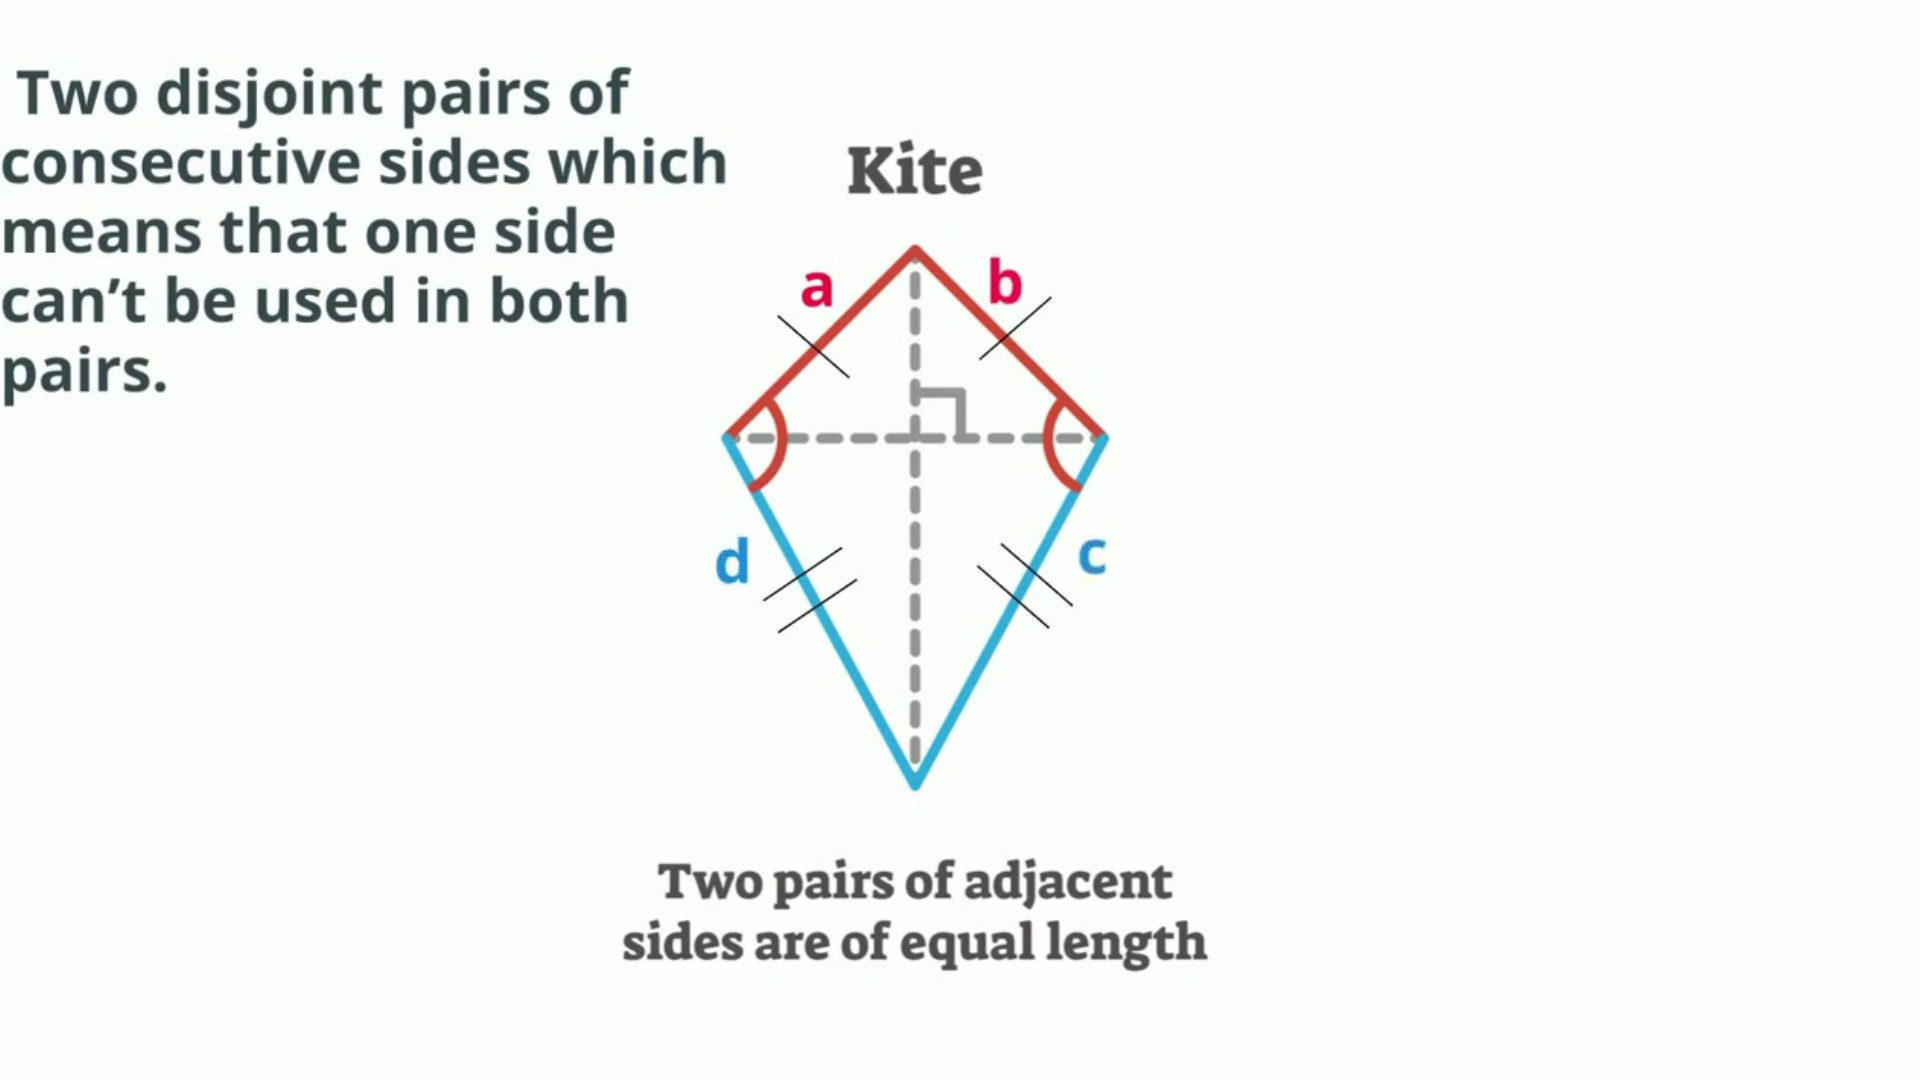 Two disjoint pairs of
consecutive sides which
means that one side
can’t be used in both
pairs.
Kite
a
b
d
c
Two pairs of adjacent
sides are of equal length